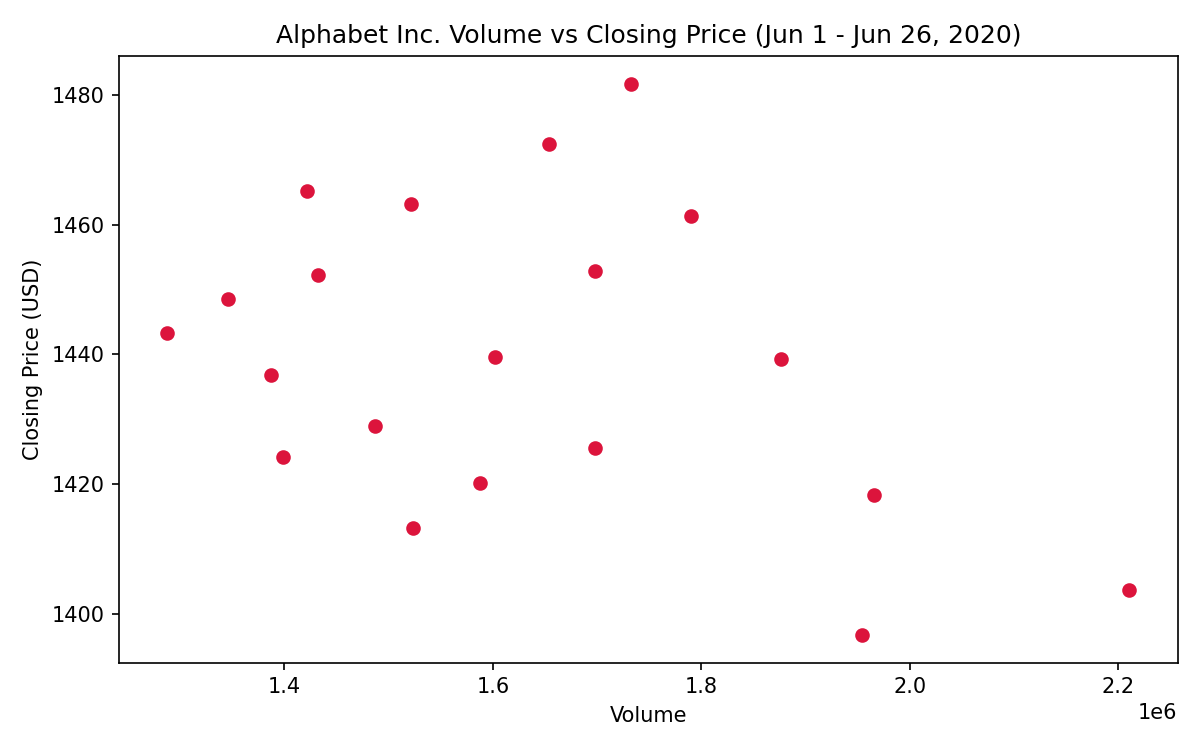 Alphabet Inc. Volume vs Closing Price (Jun 1 - Jun 26, 2020)
Closing Price (USD)
1480
1460
1440
1420
1400
1.4 1.6 1.8 2.0 2.2
1e6
Volume